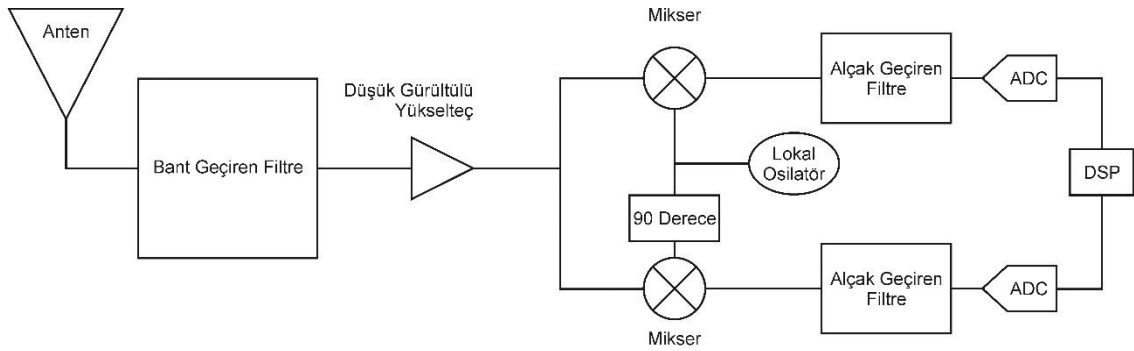 Anten
Bant Geçiren Filtre
Düşük Gürültülü
Yükselteç
Mikser
Alçak Geçiren
Filtre
ADC
Lokal
Osilatör
DSP
90 Derece
Alçak Geçiren
Filtre
ADC
Mikser